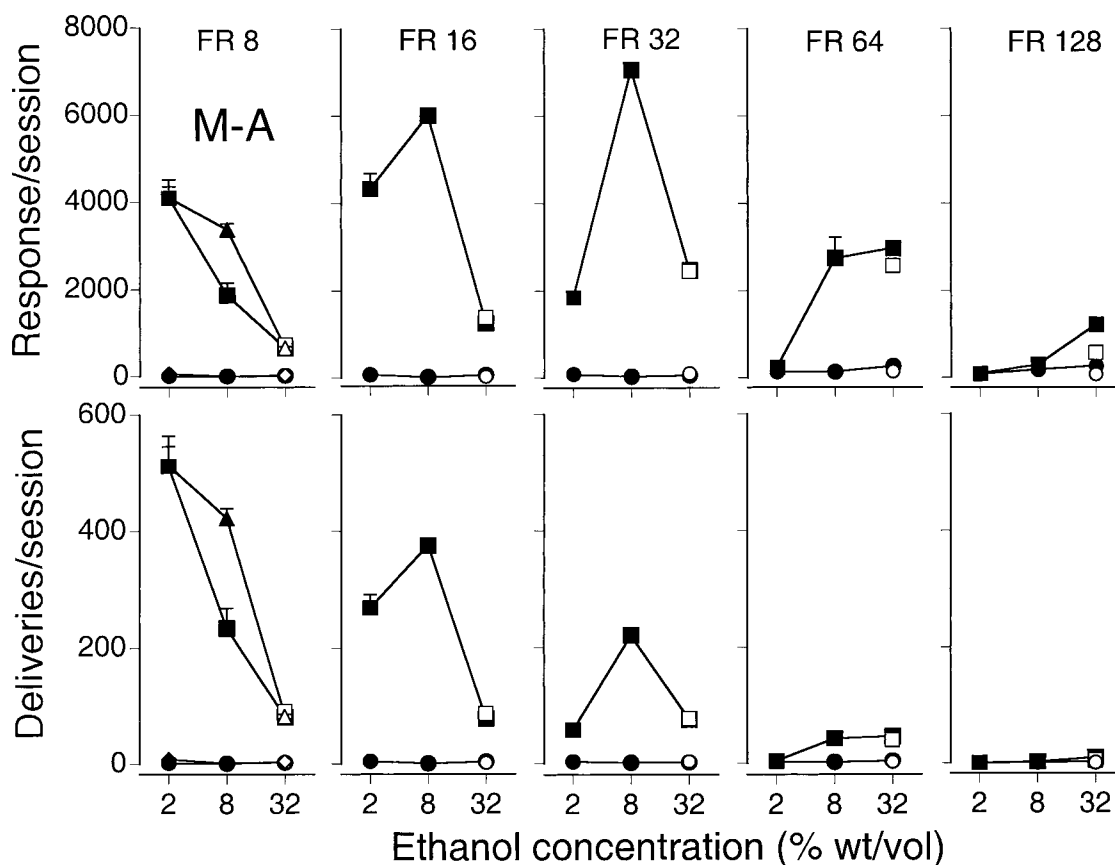 FR 8 FR 16 FR 32 FR 64 FR 128
M-A
Response/session
8000
6000
4000
2000
0
Deliveries/session
600
400
200
0
2 8 32 2 8 32 2 8 32 2 8 32 2 8 32
Ethanol concentration (% wt/vol)